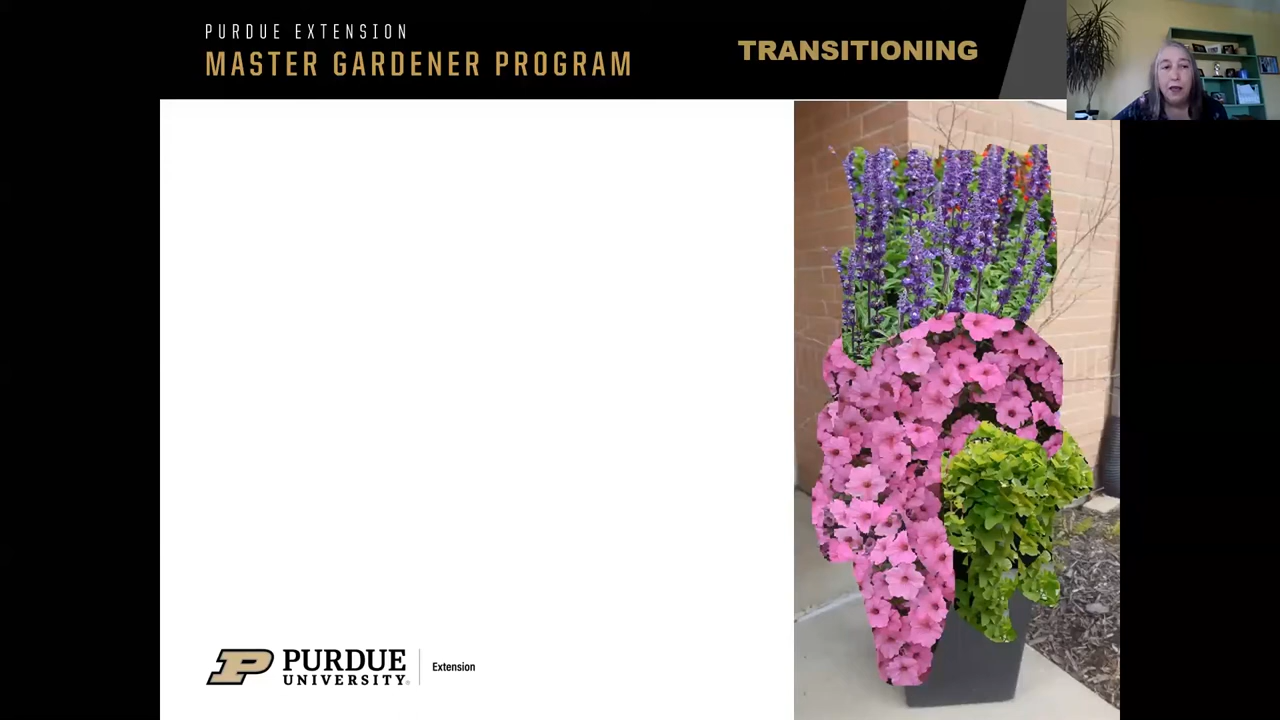 PURDUE EXTENSION
MASTER GARDENER PROGRAM
TRANSITIONING
PURDUE
UNIVERSITY®
Extension